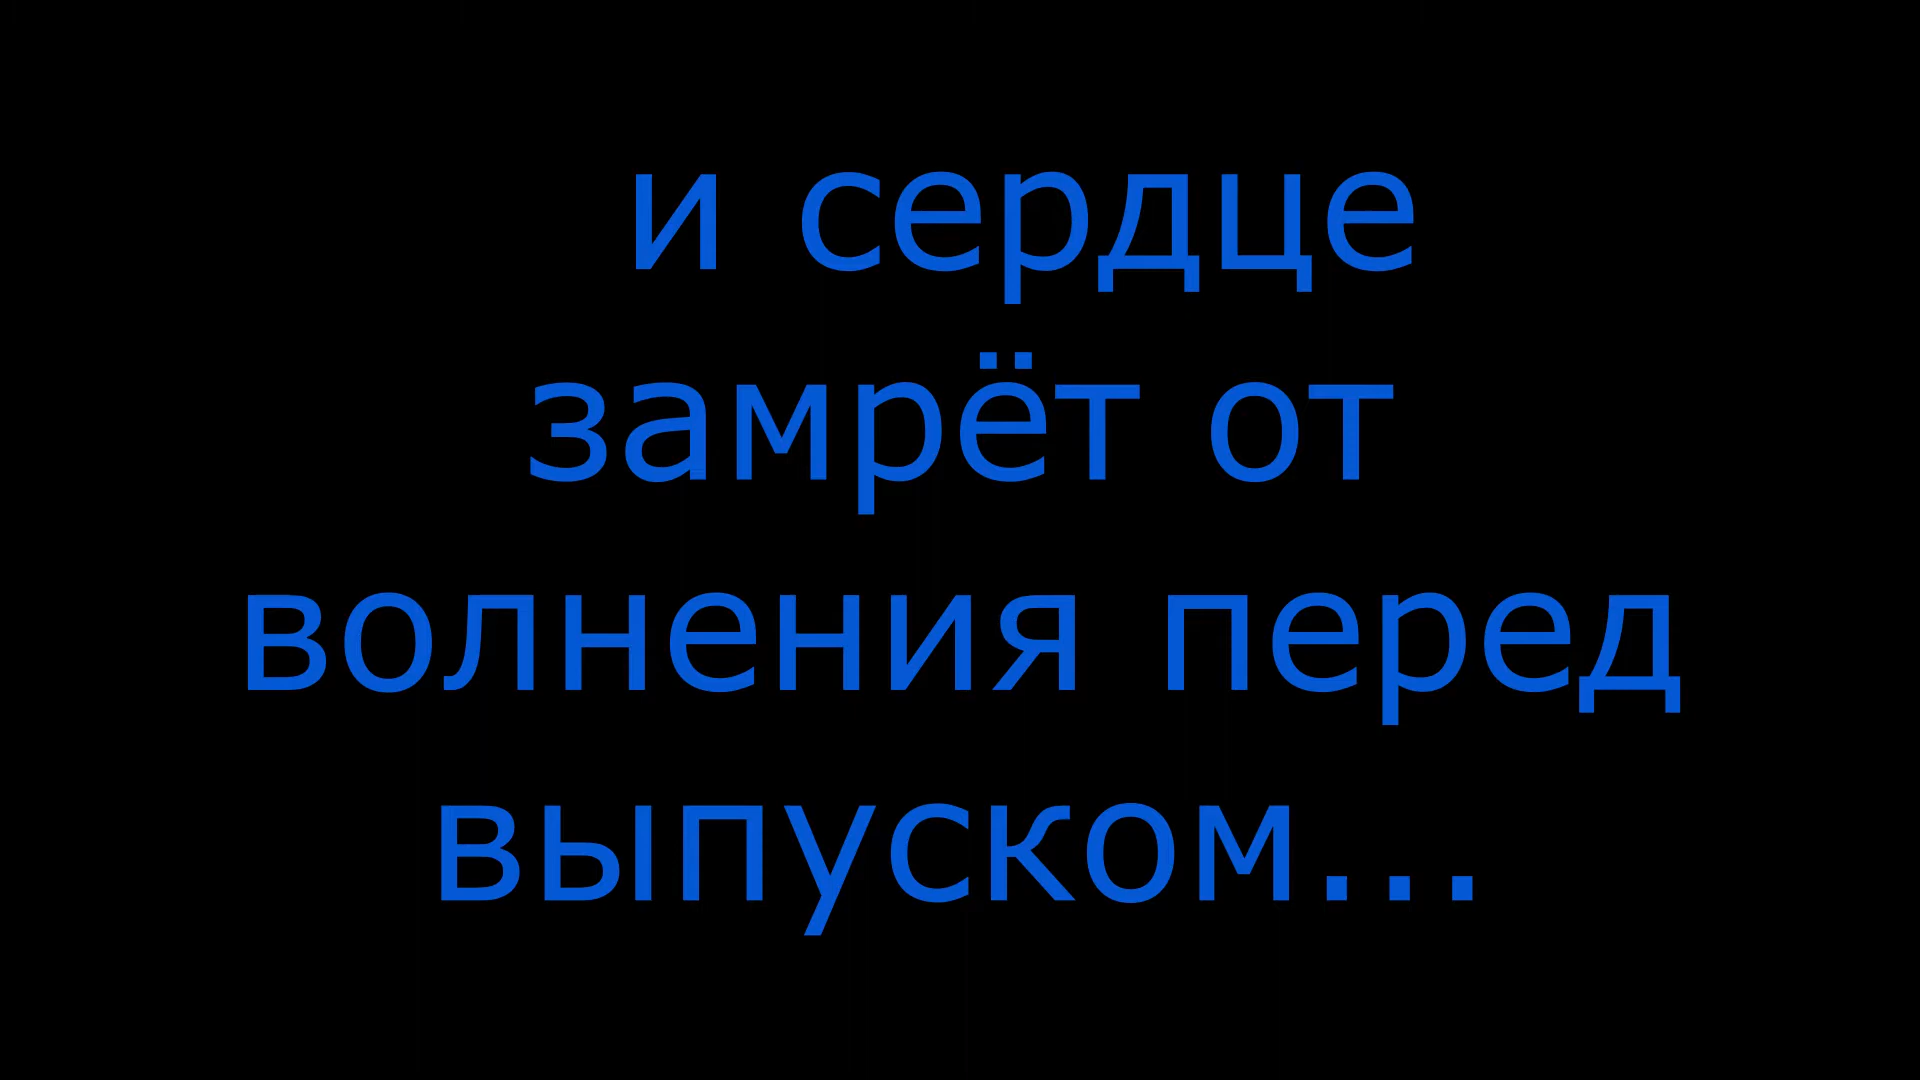 и сердце
замрёт от
волнения перед
выпуском...